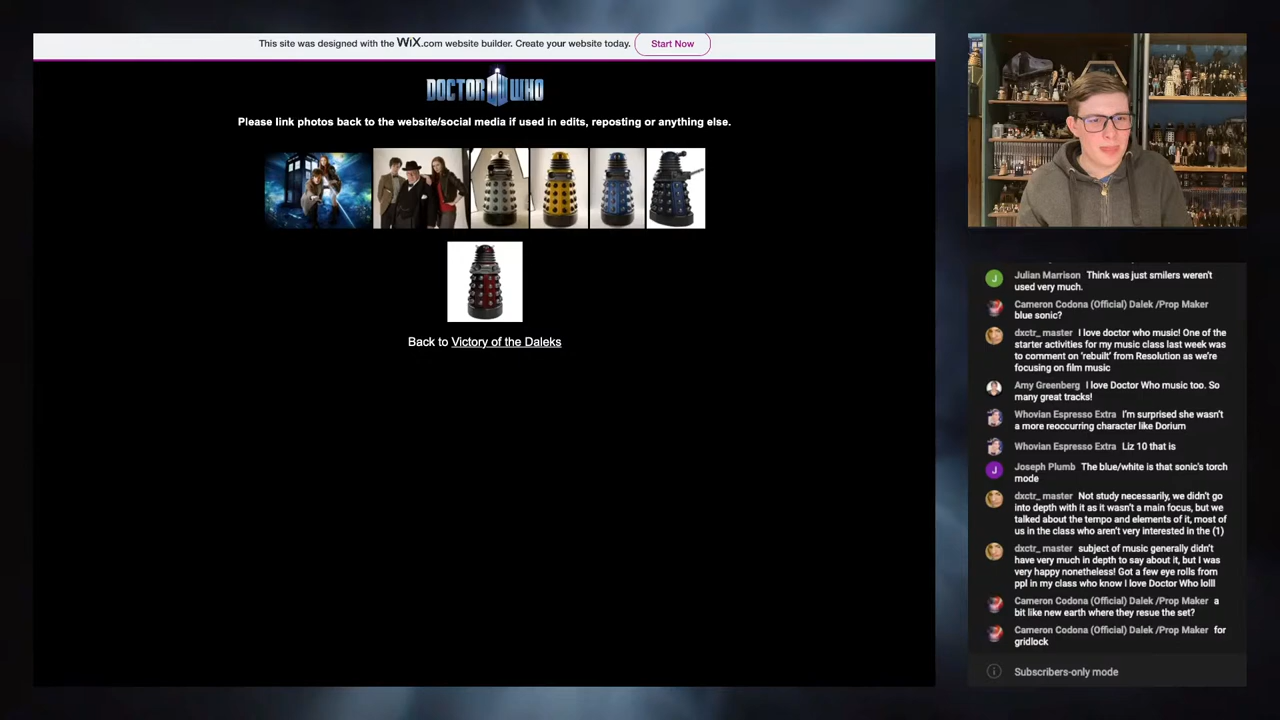 This site was designed with the WiX.com website builder. Create your website today.
Start Now
DOCTOR WHO
Please link photos back to the website/social media if used in edits, reposting or anything else.
Back to Victory of the Daleks
Julian Marrison Think was just smilers weren't
used very much.
Cameron Codona (Official) Dalek /Prop Maker
blue sonic?
dxctr_ master I love doctor who music! One of the
starter activities for my music class last week was
to comment on 'rebuilt' from Resolution as we're
focusing on film music
Amy Greenberg I love Doctor Who music too. So
many great tracks!
Whovian Espresso Extra I'm surprised she wasn't
a more reoccurring character like Dorium
Whovian Espresso Extra Liz 10 that is
J
Joseph Plumb The blue/white is that sonic's torch
mode
dxctr_ master Not study necessarily, we didn't go
into depth with it as it wasn't a main focus, but we
talked about the tempo and elements of it, most of
us in the class who aren't very interested in the (1)
dxctr_ master subject of music generally didn't
have very much in depth to say about it, but I was
very happy nonetheless! Got a few eye rolls from
ppl in my class who know I love Doctor Who lolll
Cameron Codona (Official) Dalek /Prop Maker a
bit like new earth where they resue the set?
Cameron Codona (Official) Dalek /Prop Maker for
gridlock
Subscribers-only mode